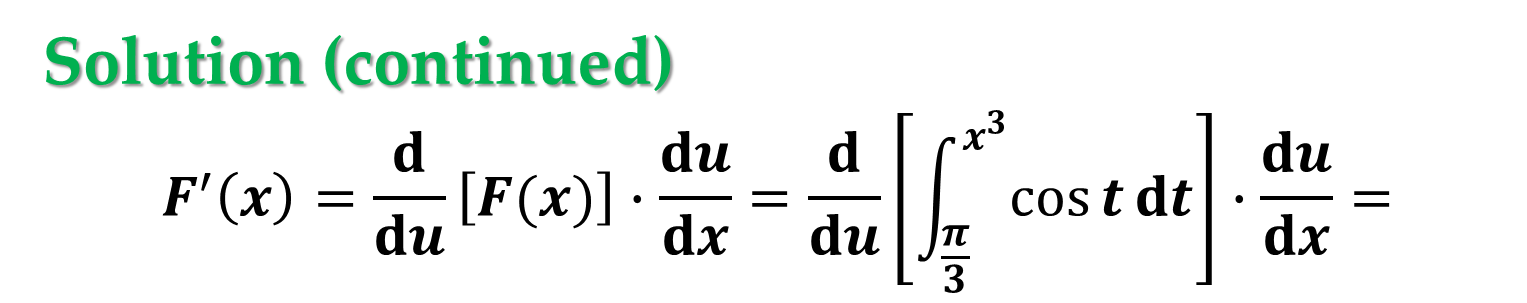 Solution (continued)
F′(x) = d/du [F(x)] · du/dx = d/du [∫_{π/3}^{x³} cos t dt] · du/dx =